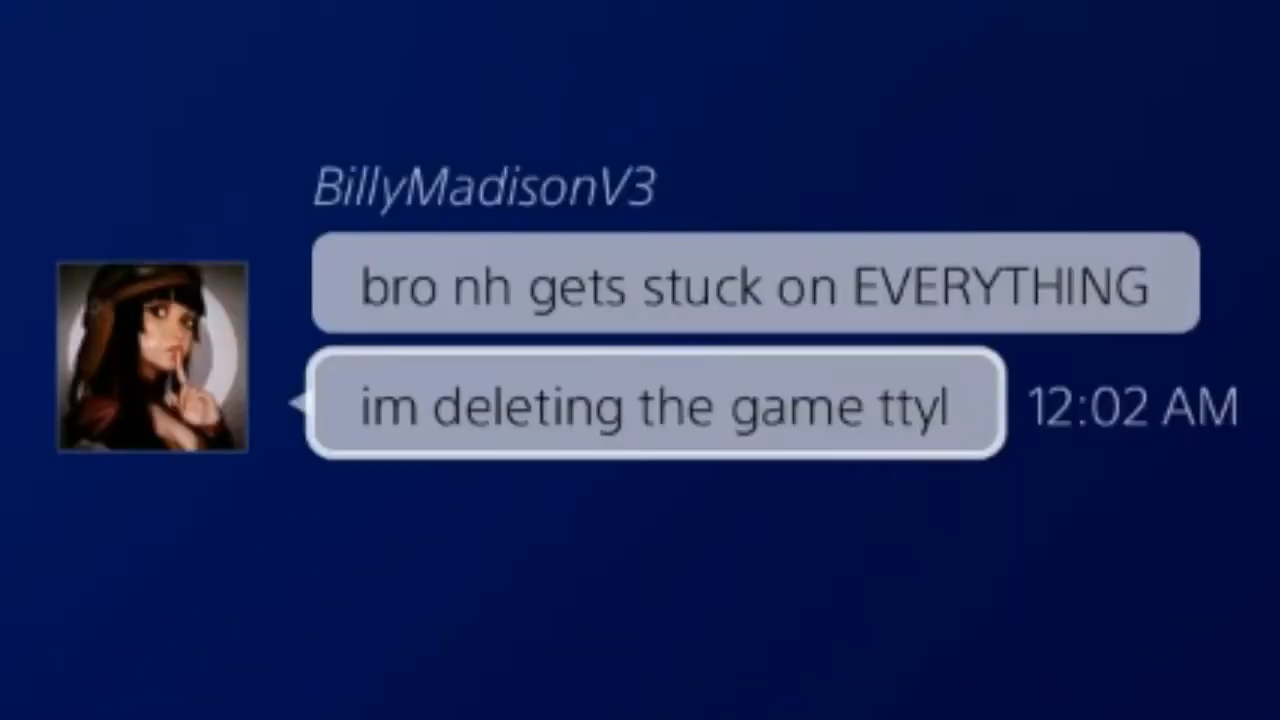 BillyMadisonV3
bro nh gets stuck on EVERYTHING
im deleting the game ttyl
12:02 AM